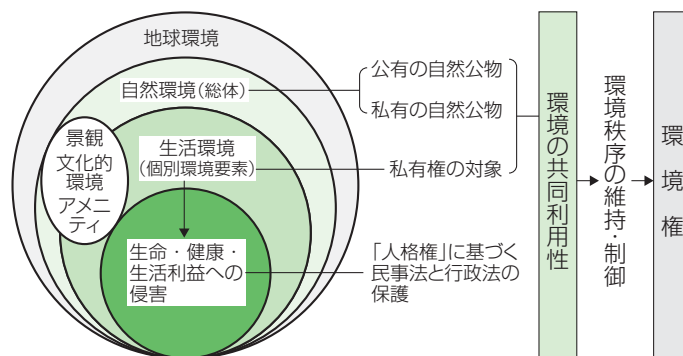 地球環境
自然環境(総体)
公有の自然公物
私有の自然公物
景観
文化的
環境
アメニ
ティ
生活環境
(個別環境要素)
私有権の対象
生命・健康・
生活利益への
侵害
「人格権」に基づく
民事法と行政法の
保護
環境の共同利用性
環境秩序の維持・制御
環境権